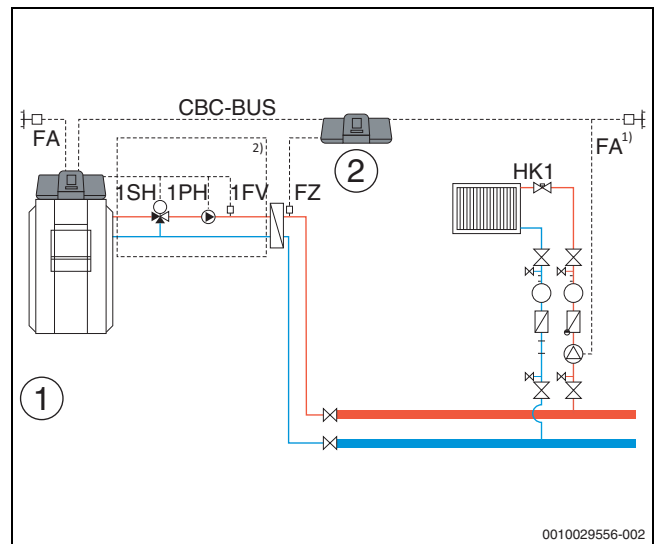 CBC-BUS
FA
FA1)
2)
2
HK1
1SH 1PH 1FV FZ
1
0010029556-002